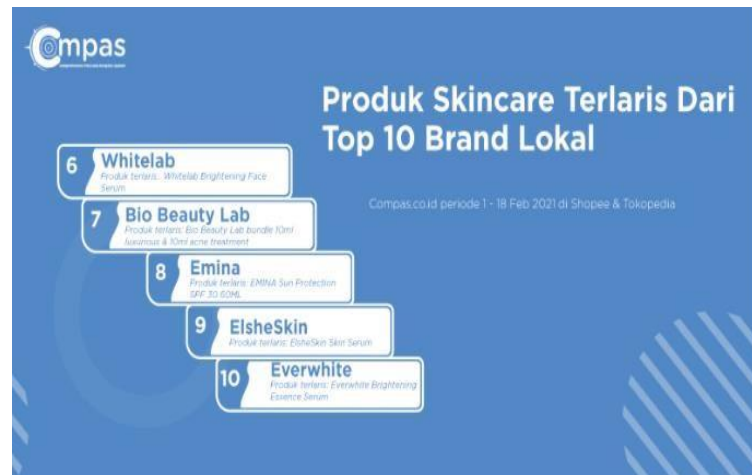 Compas
Produk Skincare Terlaris Dari
Top 10 Brand Lokal
Compas.co.id periode 1 - 18 Feb 2021 di Shopee & Tokopedia
6
Whitelab
Produk terlaris: Whitelab Brightening Face
Serum
7
Bio Beauty Lab
Produk terlaris: Bio Beauty Lab bundle 10ml
luxurious & 10ml acne treatment
8
Emina
Produk terlaris: EMINA Sun Protection
SPF 30 60ML
9
ElsheSkin
Produk terlaris: ElsheSkin Skin Serum
10
Everwhite
Produk terlaris: Everwhite Brightening
Essence Serum